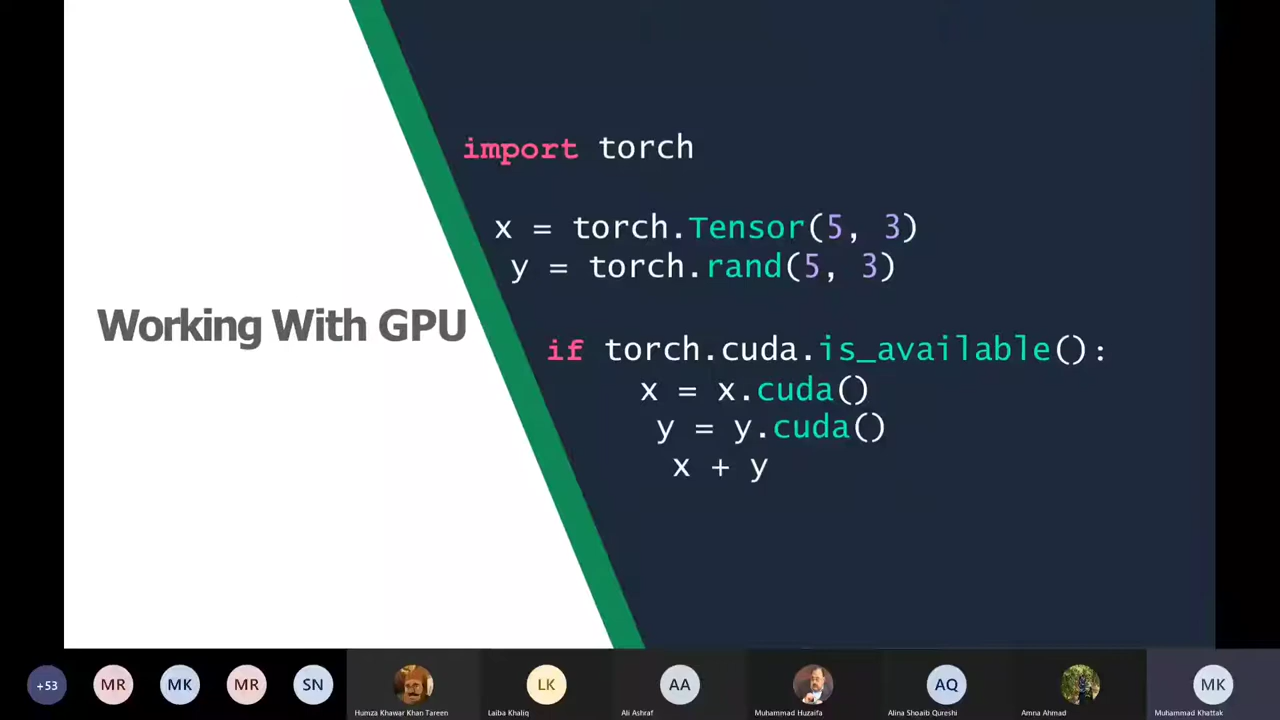 Working With GPU
import torch
x = torch.Tensor(5, 3)
y = torch.rand(5, 3)
if torch.cuda.is_available():
x = x.cuda()
y = y.cuda()
x + y
+53
MR
MK
MR
SN
Humza Khawar Khan Tareen
LK
Laiba Khaliq
AA
Ali Ashraf
Muhammad Huzaifa
AQ
Alina Shoaib Qureshi
Amna Ahmad
MK
Muhammad Khattak